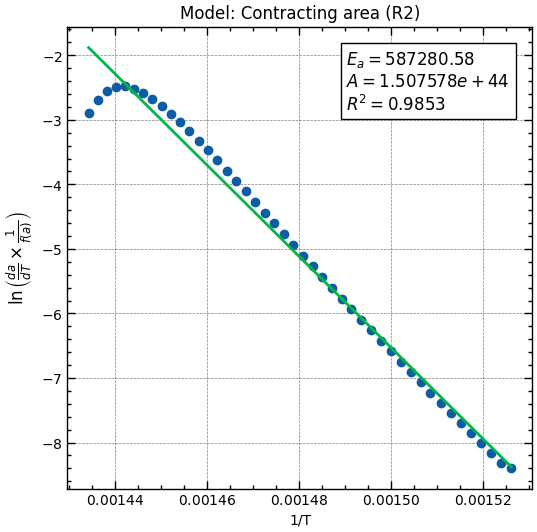 Model: Contracting area (R2)
E_a = 587280.58
A = 1.507578e + 44
R² = 0.9853
ln(da/dT × 1/f(a))
−2
−3
−4
−5
−6
−7
−8
0.00144 0.00146 0.00148 0.00150 0.00152
1/T